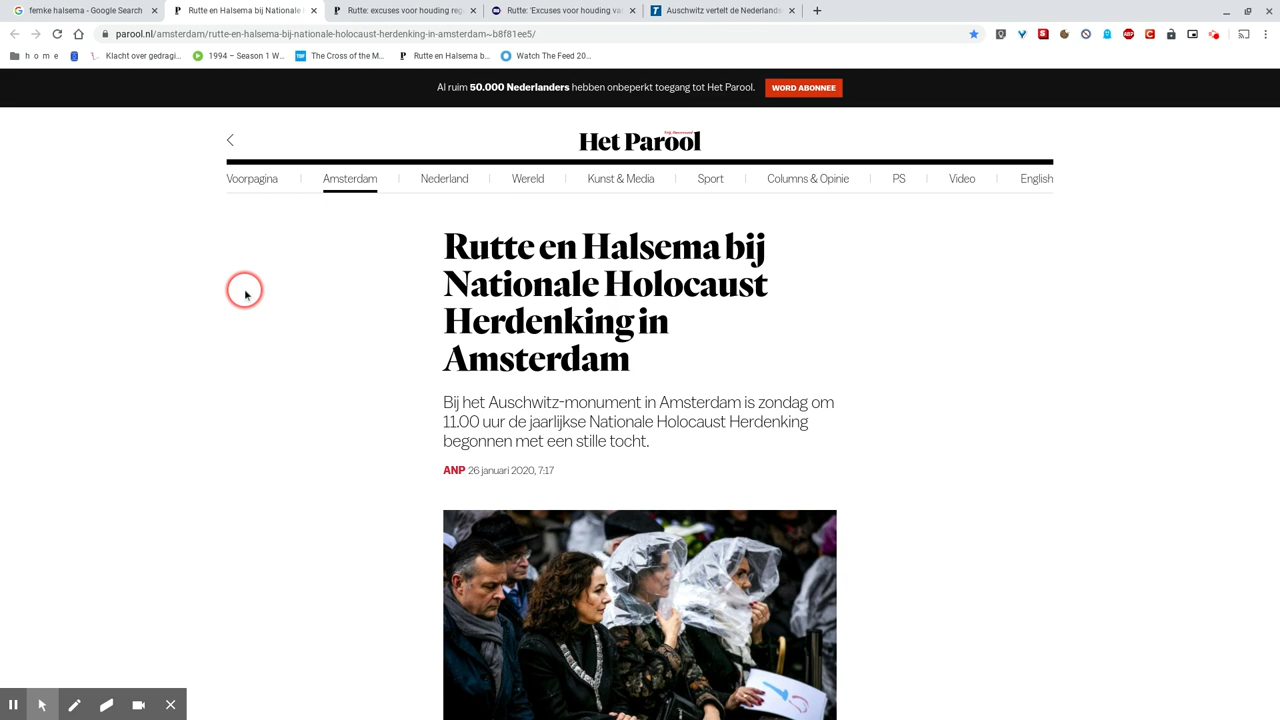 femke halsema - Google Search
Rutte en Halsema bij Nationale
Rutte: excuses voor houding reg
Rutte: 'Excuses voor houding va
Auschwitz vertelt de Nederlands
parool.nl/amsterdam/rutte-en-halsema-bij-nationale-holocaust-herdenking-in-amsterdam~b8f81ee5/
h o m e
Klacht over gedragi...
1994 – Season 1 W...
The Cross of the M...
Rutte en Halsema b...
Watch The Feed 20...
Al ruim 50.000 Nederlanders hebben onbeperkt toegang tot Het Parool.
WORD ABONNEE
Het Parool
Voorpagina
Amsterdam
Nederland
Wereld
Kunst & Media
Sport
Columns & Opinie
PS
Video
English
Rutte en Halsema bij
Nationale Holocaust
Herdenking in
Amsterdam
Bij het Auschwitz-monument in Amsterdam is zondag om
11.00 uur de jaarlijkse Nationale Holocaust Herdenking
begonnen met een stille tocht.
ANP 26 januari 2020, 7:17